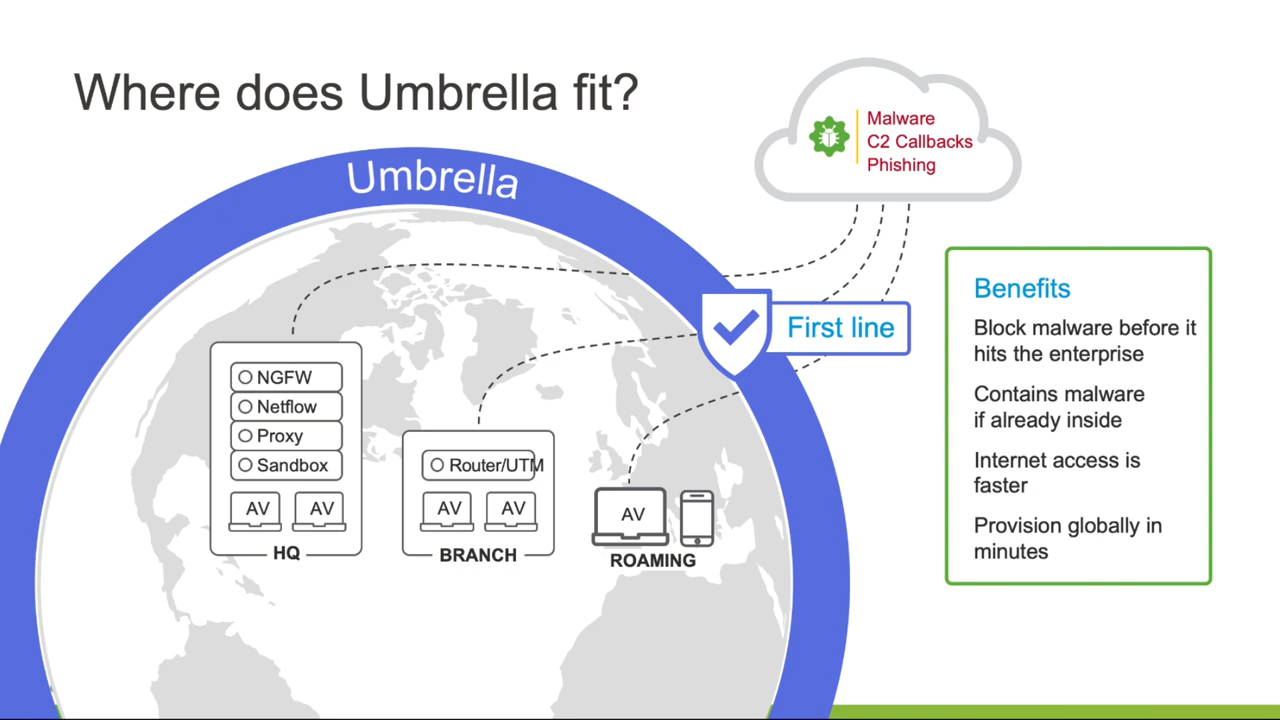 Where does Umbrella fit?
Umbrella
Malware
C2 Callbacks
Phishing
First line
NGFW
Netflow
Proxy
Sandbox
AV
AV
HQ
Router/UTM
AV
AV
BRANCH
AV
ROAMING
Benefits
Block malware before it
hits the enterprise
Contains malware
if already inside
Internet access is
faster
Provision globally in
minutes